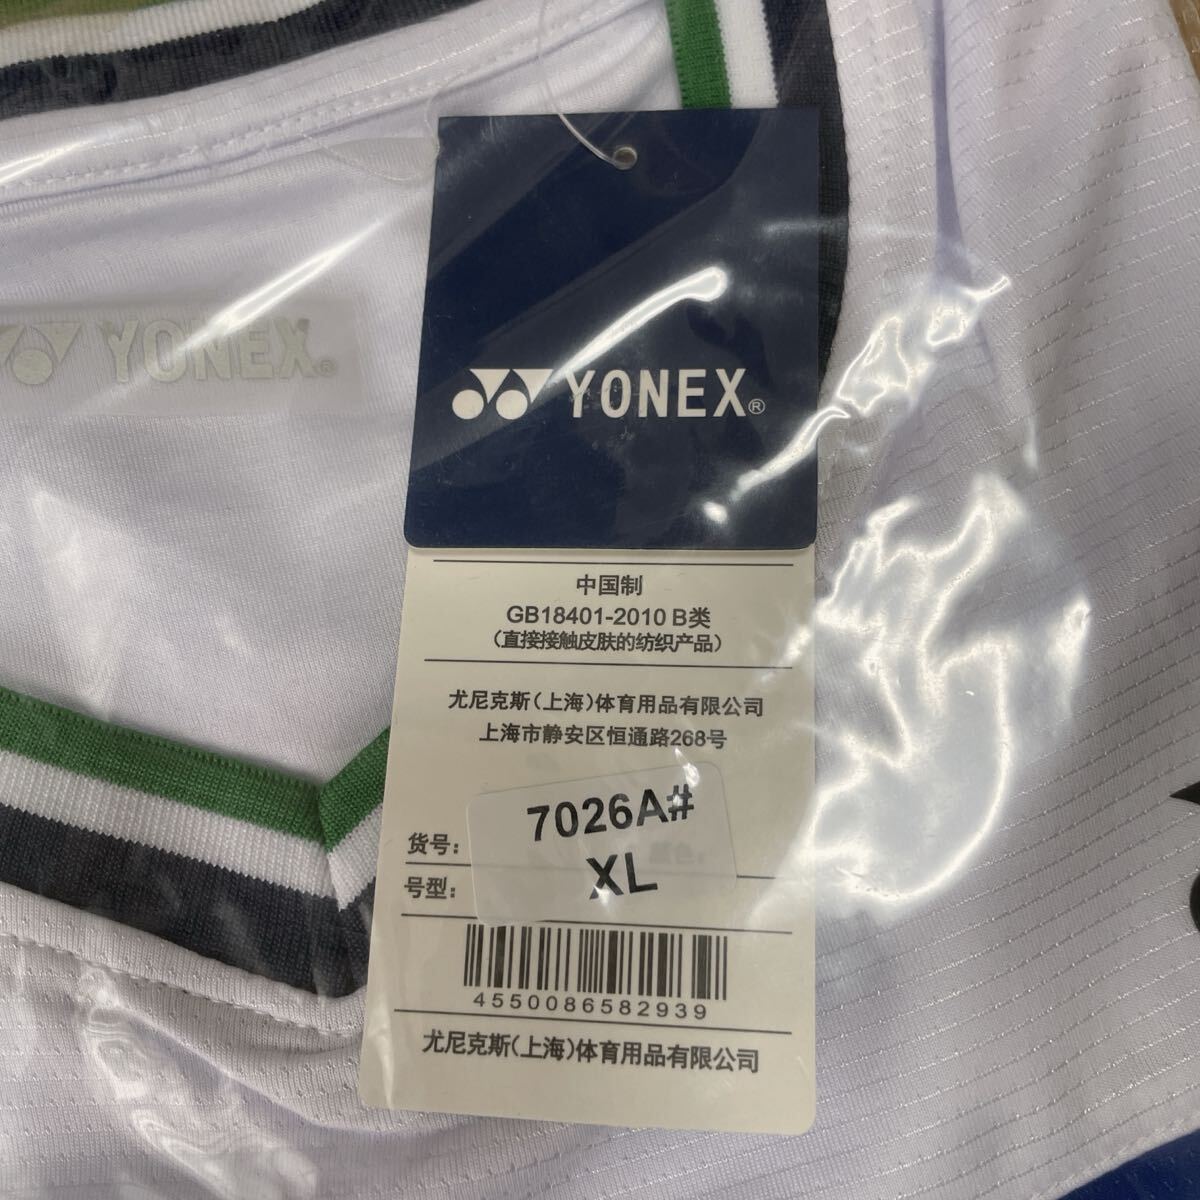 YONEX®
YONEX®
中国制
GB18401-2010 B类
(直接接触皮肤的纺织产品)
尤尼克斯(上海)体育用品有限公司
上海市静安区恒通路268号
货号: 7026A#
号型: XL
4550086582939
尤尼克斯(上海)体育用品有限公司